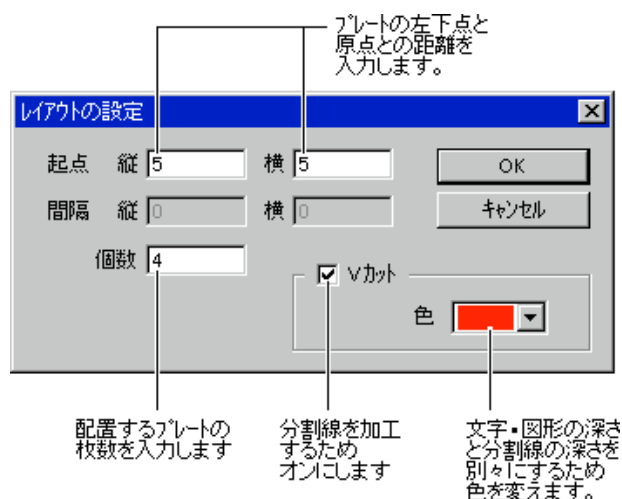 プレートの左下点と
原点との距離を
入力します。
レイアウトの設定
起点 縦 5 横 5 OK
間隔 縦 0 横 0 キャンセル
個数 4
Vカット
色
配置するプレートの
枚数を入力します
分割線を加工
するため
オンにします
文字・図形の深さ
と分割線の深さを
別々にするため
色を変えます。